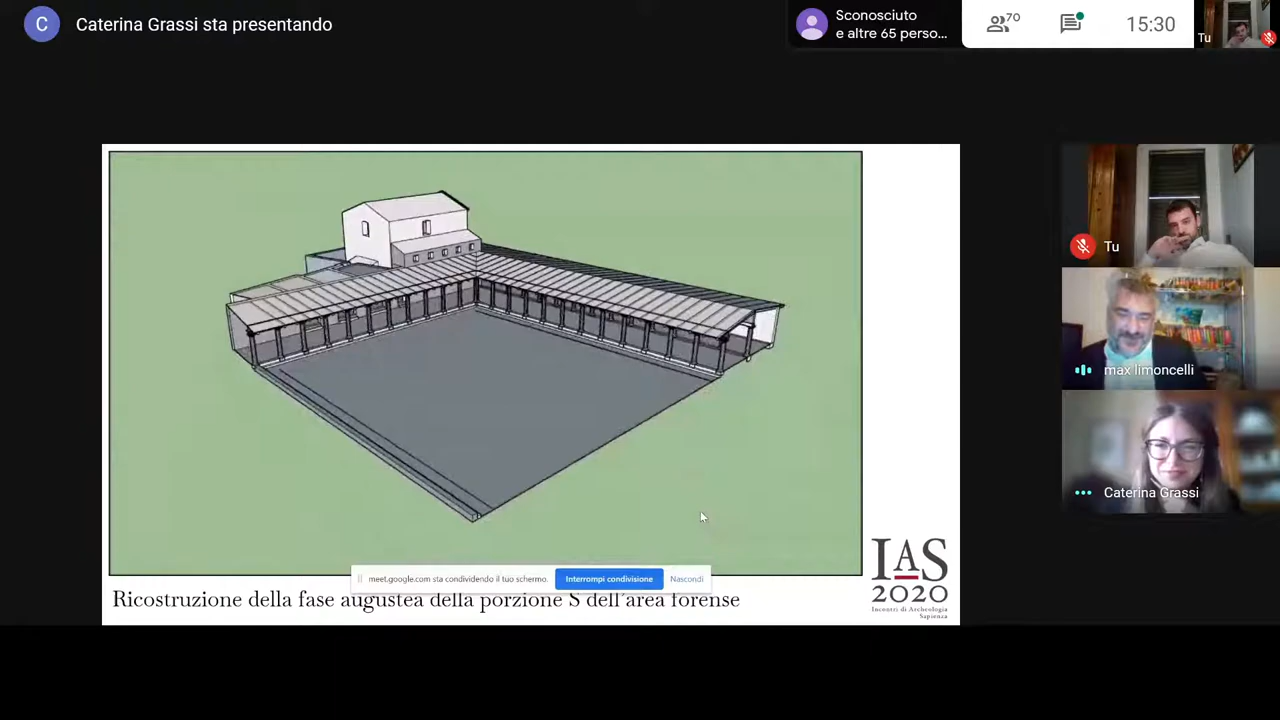 C
Caterina Grassi sta presentando
Sconosciuto
e altre 65 perso...
70
15:30
Tu
Tu
max limoncelli
Caterina Grassi
meet.google.com sta condividendo il tuo schermo.
Interrompi condivisione
Nascondi
Ricostruzione della fase augustea della porzione S dell'area forense
IAS
2020
Incontri di Archeologia
Sapienza